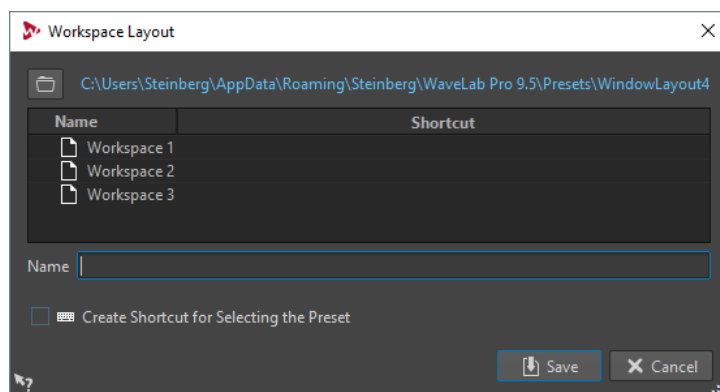 Workspace Layout
C:\Users\Steinberg\AppData\Roaming\Steinberg\WaveLab Pro 9.5\Presets\WindowLayout4
Name Shortcut
Workspace 1
Workspace 2
Workspace 3
Name
Create Shortcut for Selecting the Preset
Save Cancel